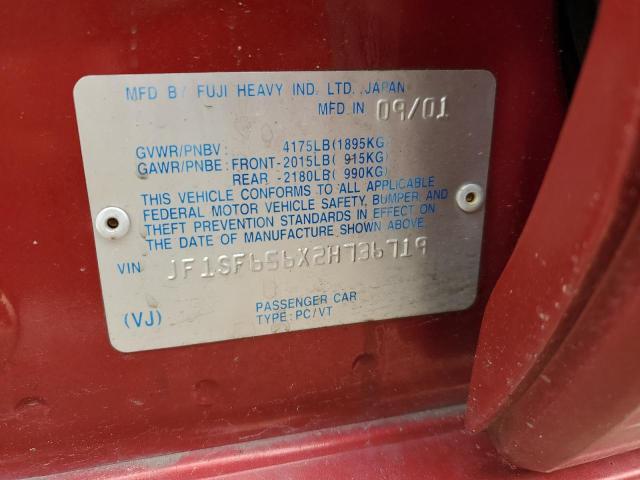 MFD BY FUJI HEAVY IND. LTD., JAPAN
MFD IN 09/01
GVWR/PNBV : 4175LB(1895KG)
GAWR/PNBE: FRONT-2015LB( 915KG)
REAR -2180LB( 990KG)
THIS VEHICLE CONFORMS TO ALL APPLICABLE
FEDERAL MOTOR VEHICLE SAFETY, BUMPER, AND
THEFT PREVENTION STANDARDS IN EFFECT ON
THE DATE OF MANUFACTURE
VIN JF1SF656X2H736719
(VJ)
PASSENGER CAR
TYPE:PC/VT